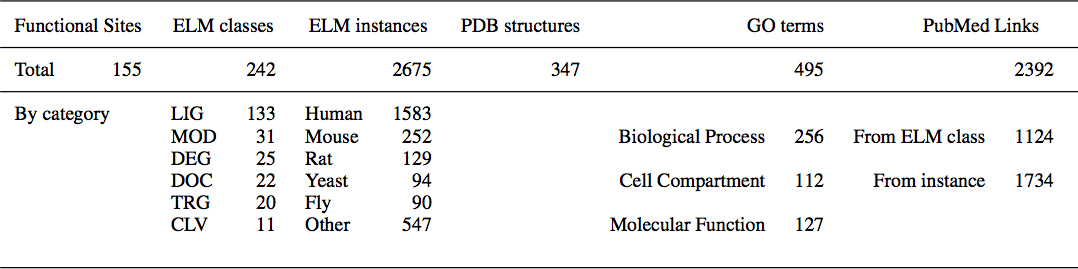 Functional Sites ELM classes ELM instances PDB structures GO terms PubMed Links
Total 155 242 2675 347 495 2392
By category LIG 133 Human 1583
MOD 31 Mouse 252 Biological Process 256 From ELM class 1124
DEG 25 Rat 129
DOC 22 Yeast 94 Cell Compartment 112 From instance 1734
TRG 20 Fly 90
CLV 11 Other 547 Molecular Function 127